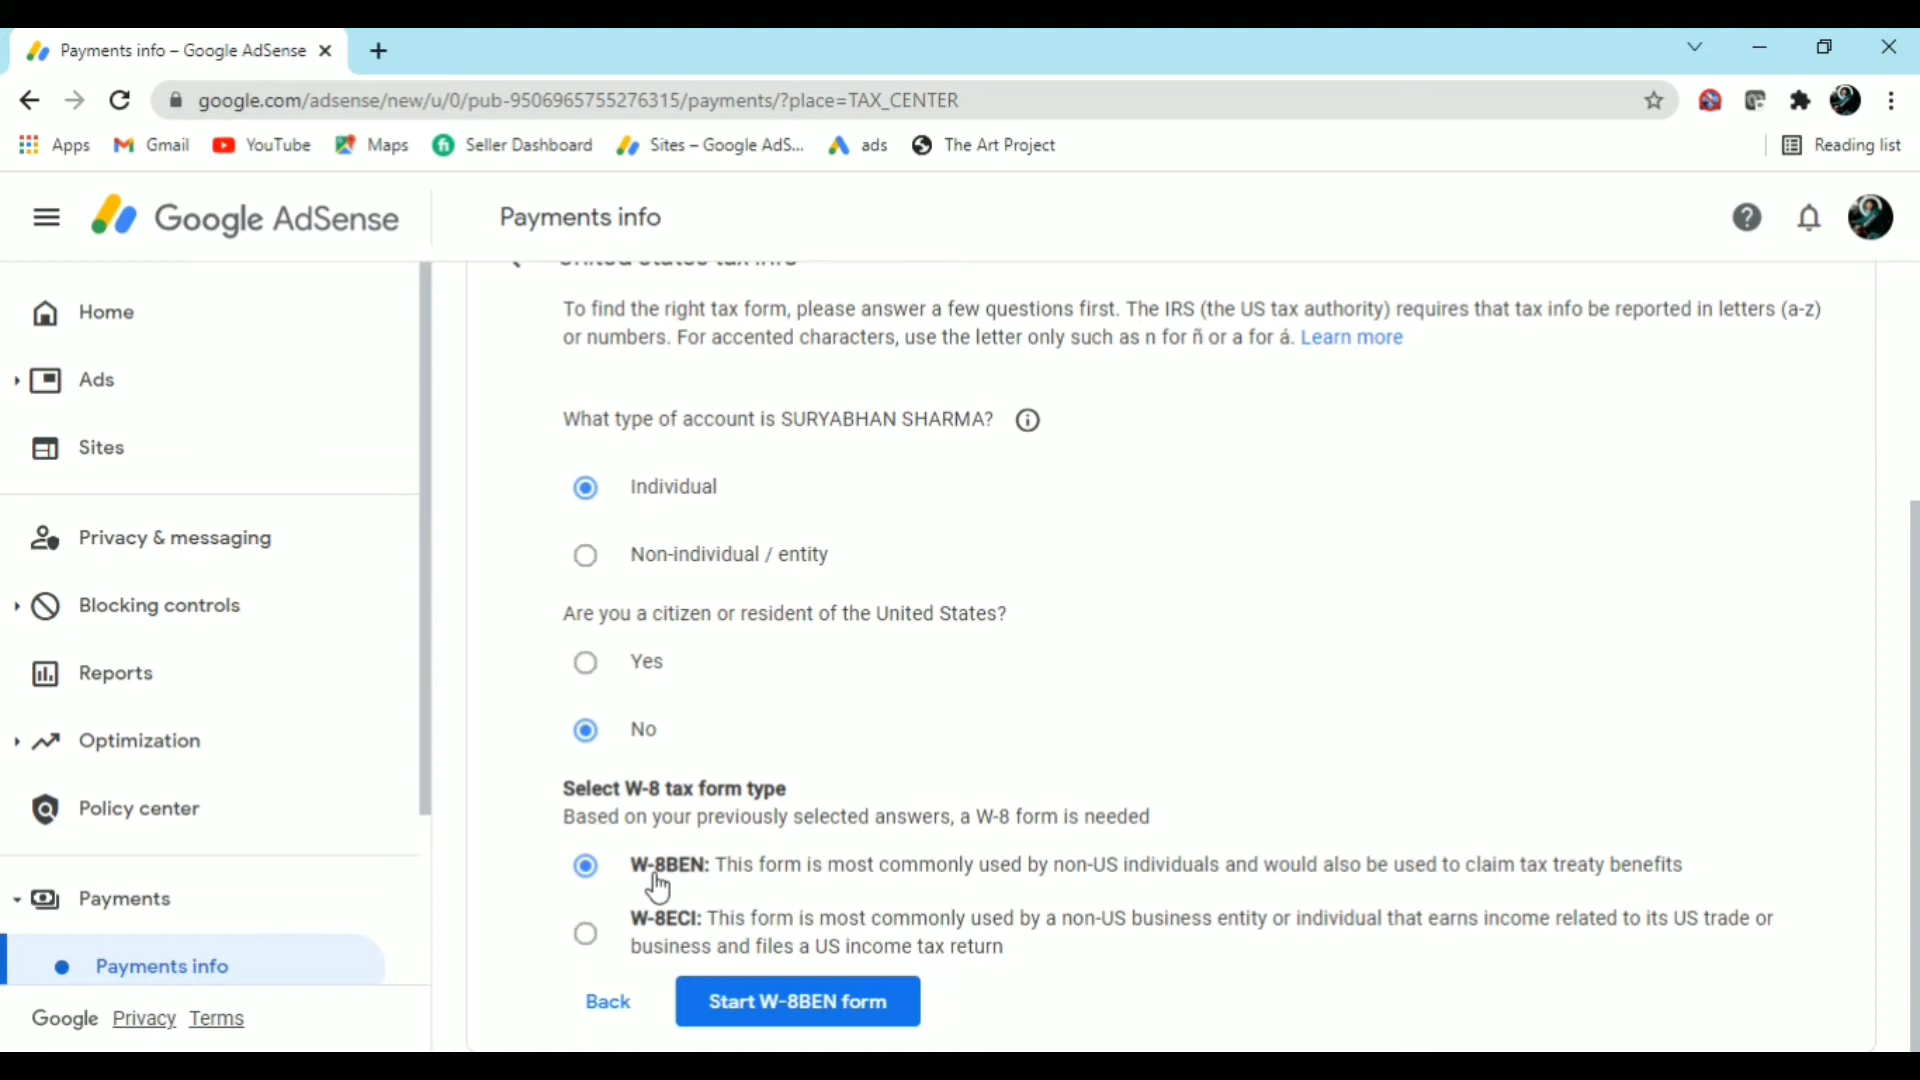 Payments info – Google AdSense
google.com/adsense/new/u/0/pub-9506965755276315/payments/?place=TAX_CENTER
Apps
Gmail
YouTube
Maps
Seller Dashboard
Sites – Google AdS...
ads
The Art Project
Reading list
Google AdSense
Payments info
Home
Ads
Sites
Privacy & messaging
Blocking controls
Reports
Optimization
Policy center
Payments
Payments info
Google Privacy Terms
United States tax info
To find the right tax form, please answer a few questions first. The IRS (the US tax authority) requires that tax info be reported in letters (a-z)
or numbers. For accented characters, use the letter only such as n for ñ or a for á. Learn more
What type of account is SURYABHAN SHARMA?
Individual
Non-individual / entity
Are you a citizen or resident of the United States?
Yes
No
Select W-8 tax form type
Based on your previously selected answers, a W-8 form is needed
W-8BEN: This form is most commonly used by non-US individuals and would also be used to claim tax treaty benefits
W-8ECI: This form is most commonly used by a non-US business entity or individual that earns income related to its US trade or
business and files a US income tax return
Back
Start W-8BEN form